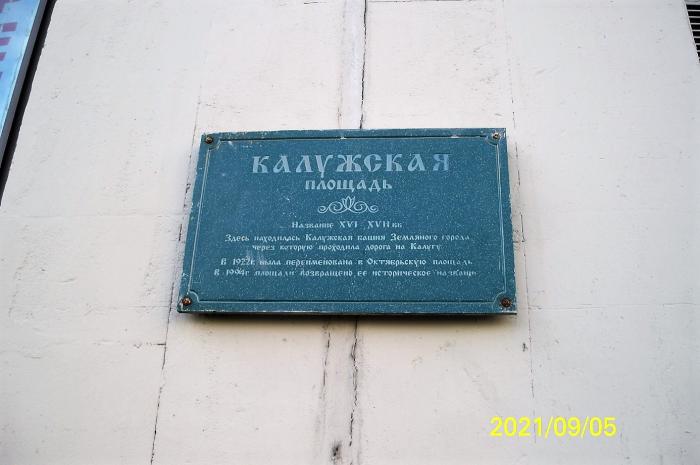 КАЛУЖСКАЯ
ПЛОЩАДЬ
Название XVI XVII вв
Здесь находилась Калужская башня Земляного города,
через которую проходила дорога на Калугу.
В 1922г. была переименована в Октябрьскую площадь
В 1994г площади возвращено ее историческое название
2021/09/05